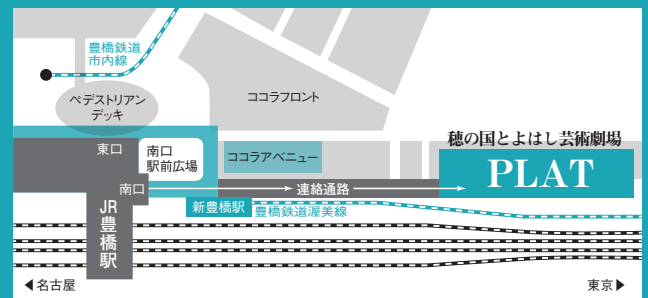 豊橋鉄道
市内線
ペデストリアン
デッキ
ココラフロント
穂の国とよはし芸術劇場
PLAT
東口
南口
駅前広場
ココラアベニュー
南口
連絡通路
新豊橋駅
豊橋鉄道渥美線
JR豊橋駅
◀名古屋
東京▶